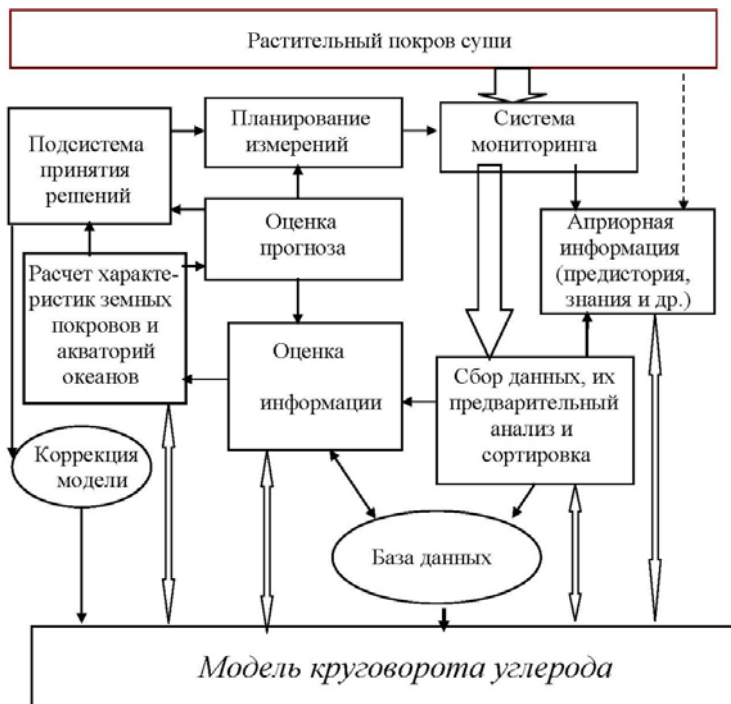 Растительный покров суши
Подсистема
принятия
решений
Планирование
измерений
Система
мониторинга
Оценка
прогноза
Априорная
информация
(предистория,
знания и др.)
Расчет характе-
ристик земных
покровов и
акваторий
океанов
Оценка
информации
Сбор данных, их
предварительный
анализ и
сортировка
Коррекция
модели
База данных
Модель круговорота углерода